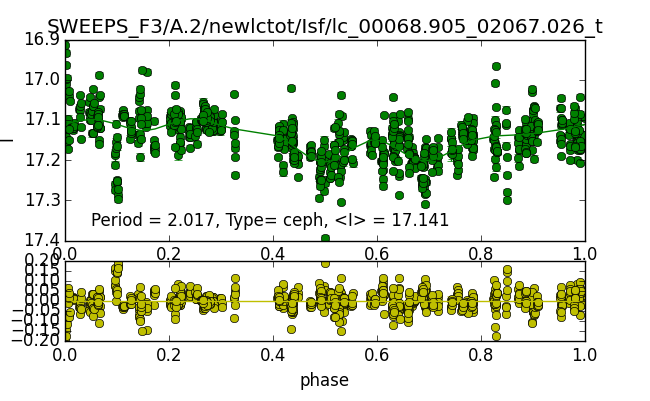 SWEEPS_F3/A.2/newlctot/Isf/lc_00068.905_02067.026_t
16.9
17.0
17.1
17.2
17.3
17.4
I
Period = 2.017, Type= ceph, <I> = 17.141
0.0 0.2 0.4 0.6 0.8 1.0
0.20
0.15
0.10
0.05
0.00
−0.05
−0.10
−0.15
−0.20
0.0 0.2 0.4 0.6 0.8 1.0
phase